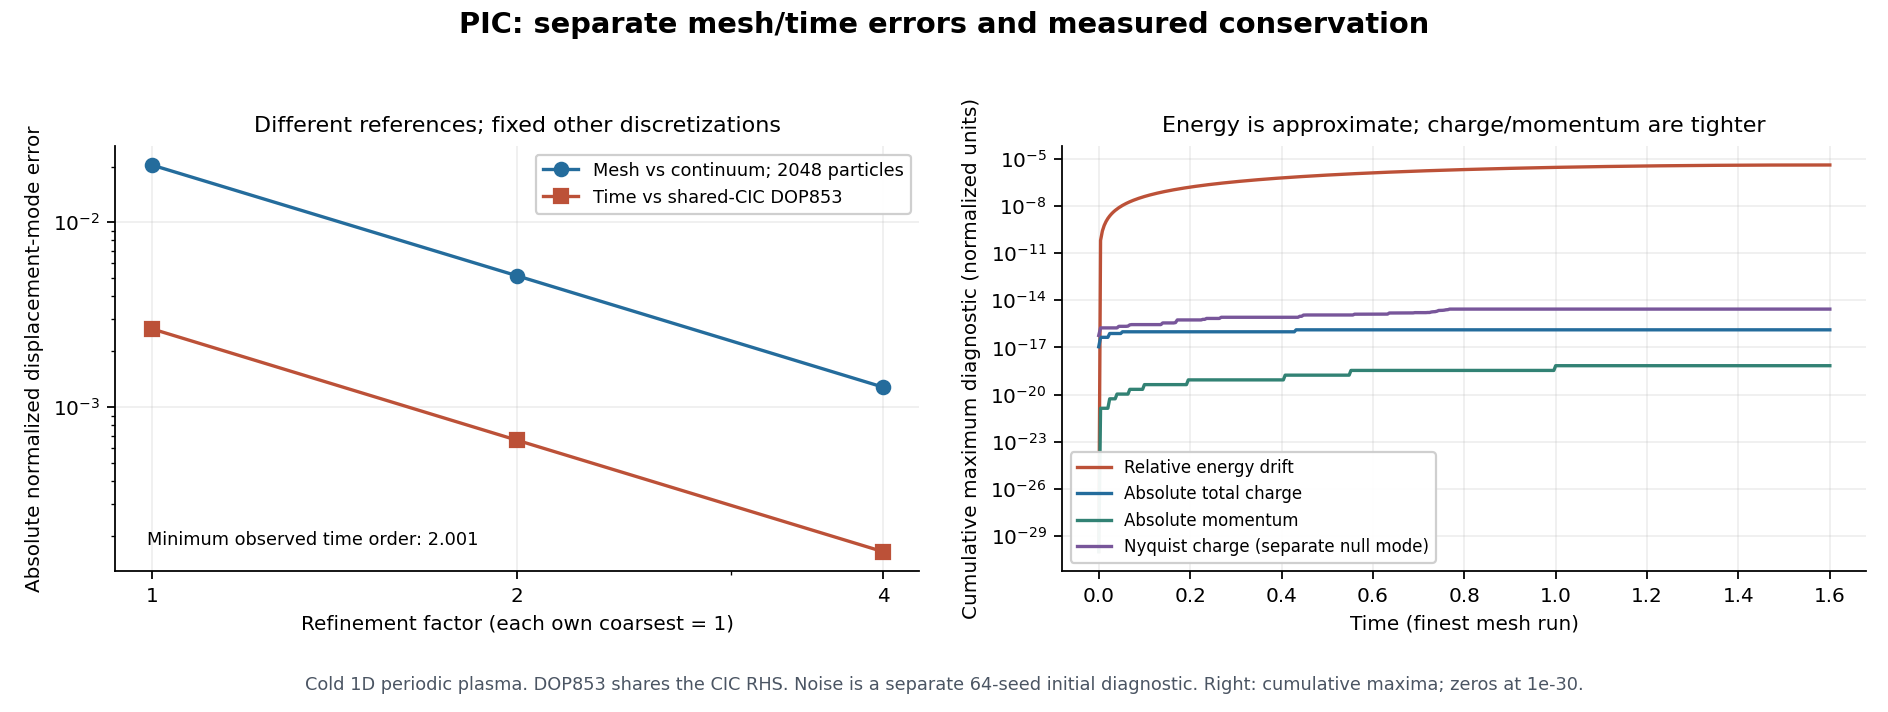 PIC: separate mesh/time errors and measured conservation
Different references; fixed other discretizations
Absolute normalized displacement-mode error
10⁻²
10⁻³
Mesh vs continuum; 2048 particles
Time vs shared-CIC DOP853
Minimum observed time order: 2.001
1
2
4
Refinement factor (each own coarsest = 1)
Energy is approximate; charge/momentum are tighter
Cumulative maximum diagnostic (normalized units)
10⁻⁵
10⁻⁸
10⁻¹¹
10⁻¹⁴
10⁻¹⁷
10⁻²⁰
10⁻²³
10⁻²⁶
10⁻²⁹
Relative energy drift
Absolute total charge
Absolute momentum
Nyquist charge (separate null mode)
0.0
0.2
0.4
0.6
0.8
1.0
1.2
1.4
1.6
Time (finest mesh run)
Cold 1D periodic plasma. DOP853 shares the CIC RHS. Noise is a separate 64-seed initial diagnostic. Right: cumulative maxima; zeros at 1e-30.